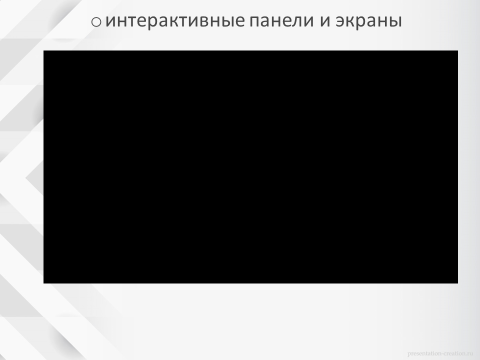 o интерактивные панели и экраны